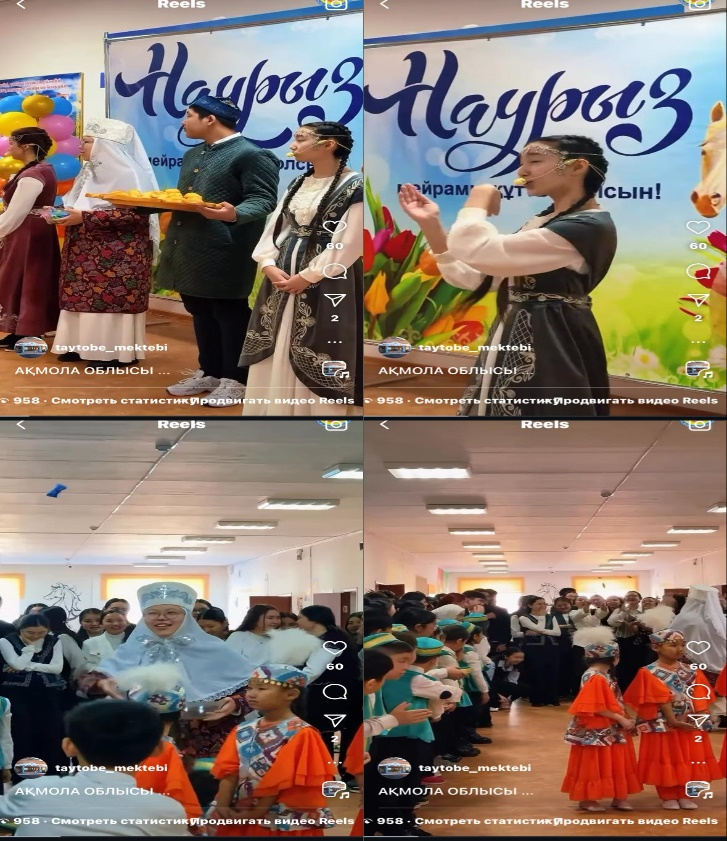 Reels
Наурыз
taytobe_mektebi
АҚМОЛА ОБЛЫСЫ ...
60
2
958 · Смотреть статистику
Продвигать видео Reels
Reels
Наурыз
мейрамы құт
лсын!
taytobe_mektebi
АҚМОЛА ОБЛЫСЫ ...
60
2
958 · Смотреть статистику
Продвигать видео Reels
Reels
taytobe_mektebi
АҚМОЛА ОБЛЫСЫ ...
60
2
958 · Смотреть статистику
Продвигать видео Reels
Reels
taytobe_mektebi
АҚМОЛА ОБЛЫСЫ ...
60
2
958 · Смотреть статистику
Продвигать видео Reels